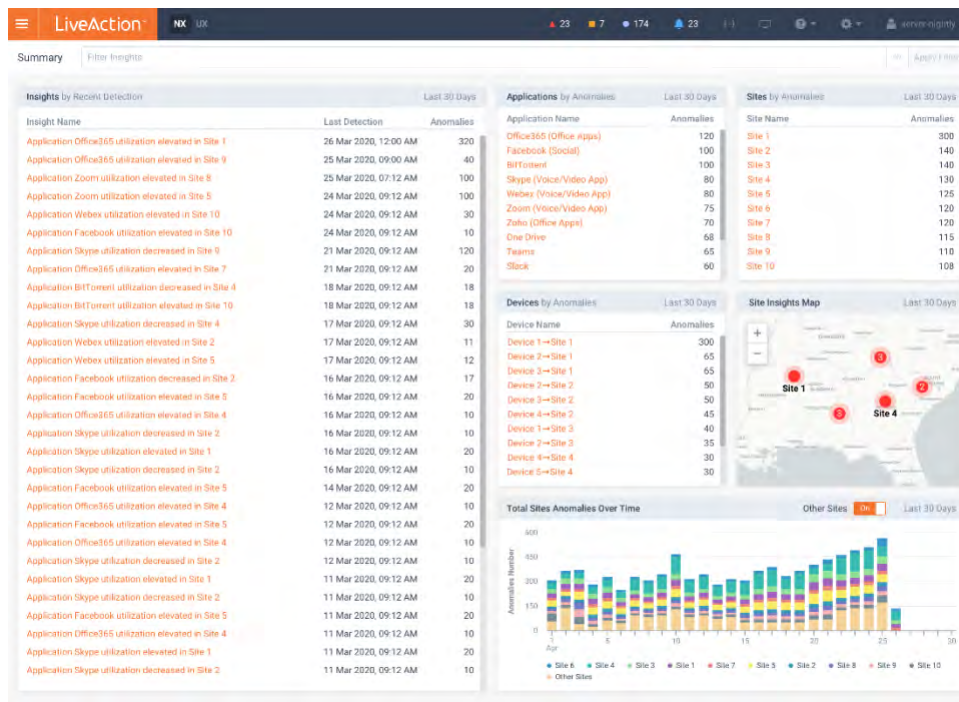 LiveAction
NX UX
23 7 174 23
server-nightly
Summary
Filter Insights
Insights by Recent Detection Last 30 Days
Insight Name Last Detection Anomalies
Application Office365 utilization elevated in Site 1 26 Mar 2020, 12:00 AM 320
Application Office365 utilization elevated in Site 9 25 Mar 2020, 09:00 AM 40
Application Zoom utilization elevated in Site 8 25 Mar 2020, 07:12 AM 100
Application Zoom utilization elevated in Site 5 24 Mar 2020, 09:12 AM 100
Application Webex utilization elevated in Site 10 24 Mar 2020, 09:12 AM 30
Application Facebook utilization elevated in Site 10 24 Mar 2020, 09:12 AM 10
Application Skype utilization decreased in Site 9 21 Mar 2020, 09:12 AM 120
Application Office365 utilization elevated in Site 7 21 Mar 2020, 09:12 AM 20
Application BitTorrent utilization decreased in Site 4 18 Mar 2020, 09:12 AM 18
Application BitTorrent utilization elevated in Site 10 18 Mar 2020, 09:12 AM 18
Application Skype utilization decreased in Site 4 17 Mar 2020, 09:12 AM 30
Application Webex utilization elevated in Site 2 17 Mar 2020, 09:12 AM 11
Application Webex utilization elevated in Site 5 17 Mar 2020, 09:12 AM 12
Application Facebook utilization decreased in Site 2 16 Mar 2020, 09:12 AM 17
Application Facebook utilization elevated in Site 5 16 Mar 2020, 09:12 AM 20
Application Office365 utilization elevated in Site 4 16 Mar 2020, 09:12 AM 10
Application Skype utilization decreased in Site 2 16 Mar 2020, 09:12 AM 10
Application Skype utilization elevated in Site 1 16 Mar 2020, 09:12 AM 20
Application Skype utilization decreased in Site 2 16 Mar 2020, 09:12 AM 10
Application Facebook utilization elevated in Site 5 14 Mar 2020, 09:12 AM 20
Application Office365 utilization elevated in Site 4 12 Mar 2020, 09:12 AM 10
Application Facebook utilization elevated in Site 5 12 Mar 2020, 09:12 AM 20
Application Office365 utilization elevated in Site 4 12 Mar 2020, 09:12 AM 10
Application Skype utilization decreased in Site 2 12 Mar 2020, 09:12 AM 10
Application Skype utilization elevated in Site 1 11 Mar 2020, 09:12 AM 20
Application Skype utilization decreased in Site 2 11 Mar 2020, 09:12 AM 10
Application Facebook utilization elevated in Site 5 11 Mar 2020, 09:12 AM 20
Application Office365 utilization elevated in Site 4 11 Mar 2020, 09:12 AM 10
Application Skype utilization elevated in Site 1 11 Mar 2020, 09:12 AM 20
Application Skype utilization decreased in Site 2 11 Mar 2020, 09:12 AM 10
Applications by Anomalies Last 30 Days
Application Name Anomalies
Office365 (Office Apps) 120
Facebook (Social) 100
BitTorrent 100
Skype (Voice/Video App) 80
Webex (Voice/Video App) 80
Zoom (Voice/Video App) 75
Zoho (Office Apps) 70
One Drive 68
Teams 65
Slack 60
Sites by Anomalies Last 30 Days
Site Name Anomalies
Site 1 300
Site 2 140
Site 3 140
Site 4 130
Site 5 125
Site 6 120
Site 7 120
Site 8 115
Site 9 110
Site 10 108
Devices by Anomalies Last 30 Days
Device Name Anomalies
Device 1→Site 1 300
Device 2→Site 1 65
Device 3→Site 1 65
Device 2→Site 2 50
Device 3→Site 2 50
Device 4→Site 2 45
Device 1→Site 3 40
Device 2→Site 3 35
Device 4→Site 4 30
Device 5→Site 4 30
Site Insights Map Last 30 Days
+
−
3
Site 1
2
3
Site 4
Total Sites Anomalies Over Time Other Sites On Last 30 Days
Anomalies Number
600
450
200
150
0
1 5 10 15 20 25 30
Apr
Site 6 Site 4 Site 3 Site 1 Site 7 Site 5 Site 2 Site 8 Site 9 Site 10
Other Sites